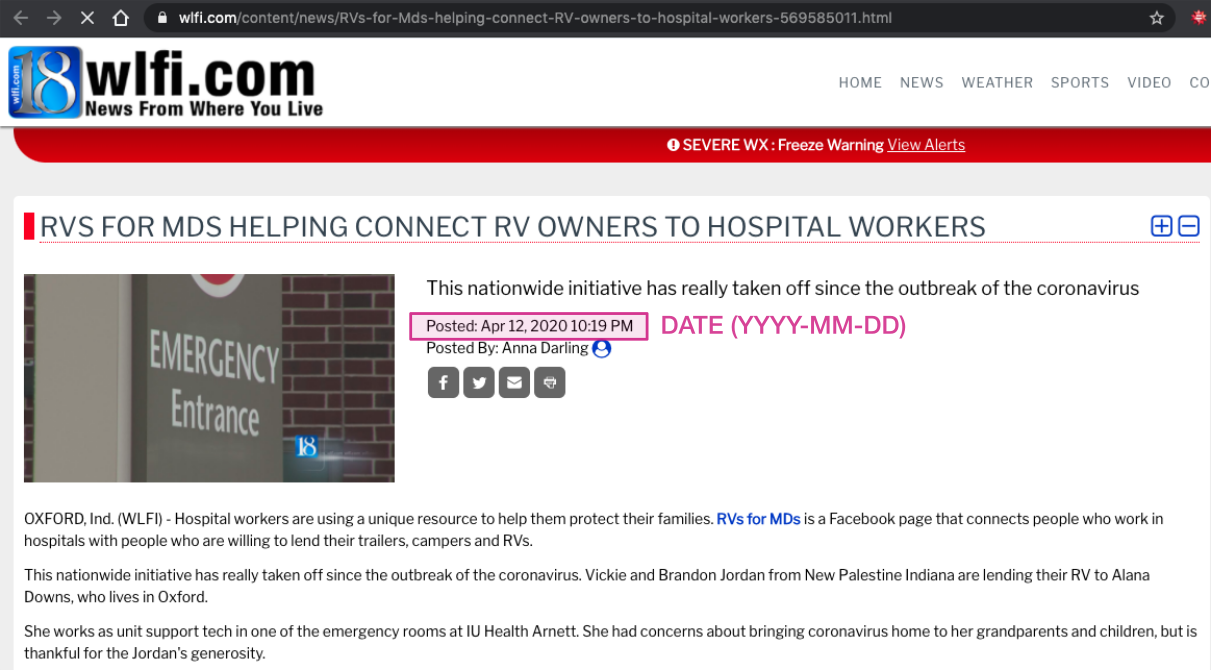 wlfi.com/content/news/RVs-for-Mds-helping-connect-RV-owners-to-hospital-workers-569585011.html
wlfi.com 18 wlfi.com
News From Where You Live
HOME NEWS WEATHER SPORTS VIDEO CO
SEVERE WX : Freeze Warning View Alerts
RVS FOR MDS HELPING CONNECT RV OWNERS TO HOSPITAL WORKERS
EMERGENCY
Entrance
18
This nationwide initiative has really taken off since the outbreak of the coronavirus
Posted: Apr 12, 2020 10:19 PM DATE (YYYY-MM-DD)
Posted By: Anna Darling
OXFORD, Ind. (WLFI) - Hospital workers are using a unique resource to help them protect their families. RVs for MDs is a Facebook page that connects people who work in
hospitals with people who are willing to lend their trailers, campers and RVs.
This nationwide initiative has really taken off since the outbreak of the coronavirus. Vickie and Brandon Jordan from New Palestine Indiana are lending their RV to Alana
Downs, who lives in Oxford.
She works as unit support tech in one of the emergency rooms at IU Health Arnett. She had concerns about bringing coronavirus home to her grandparents and children, but is
thankful for the Jordan's generosity.